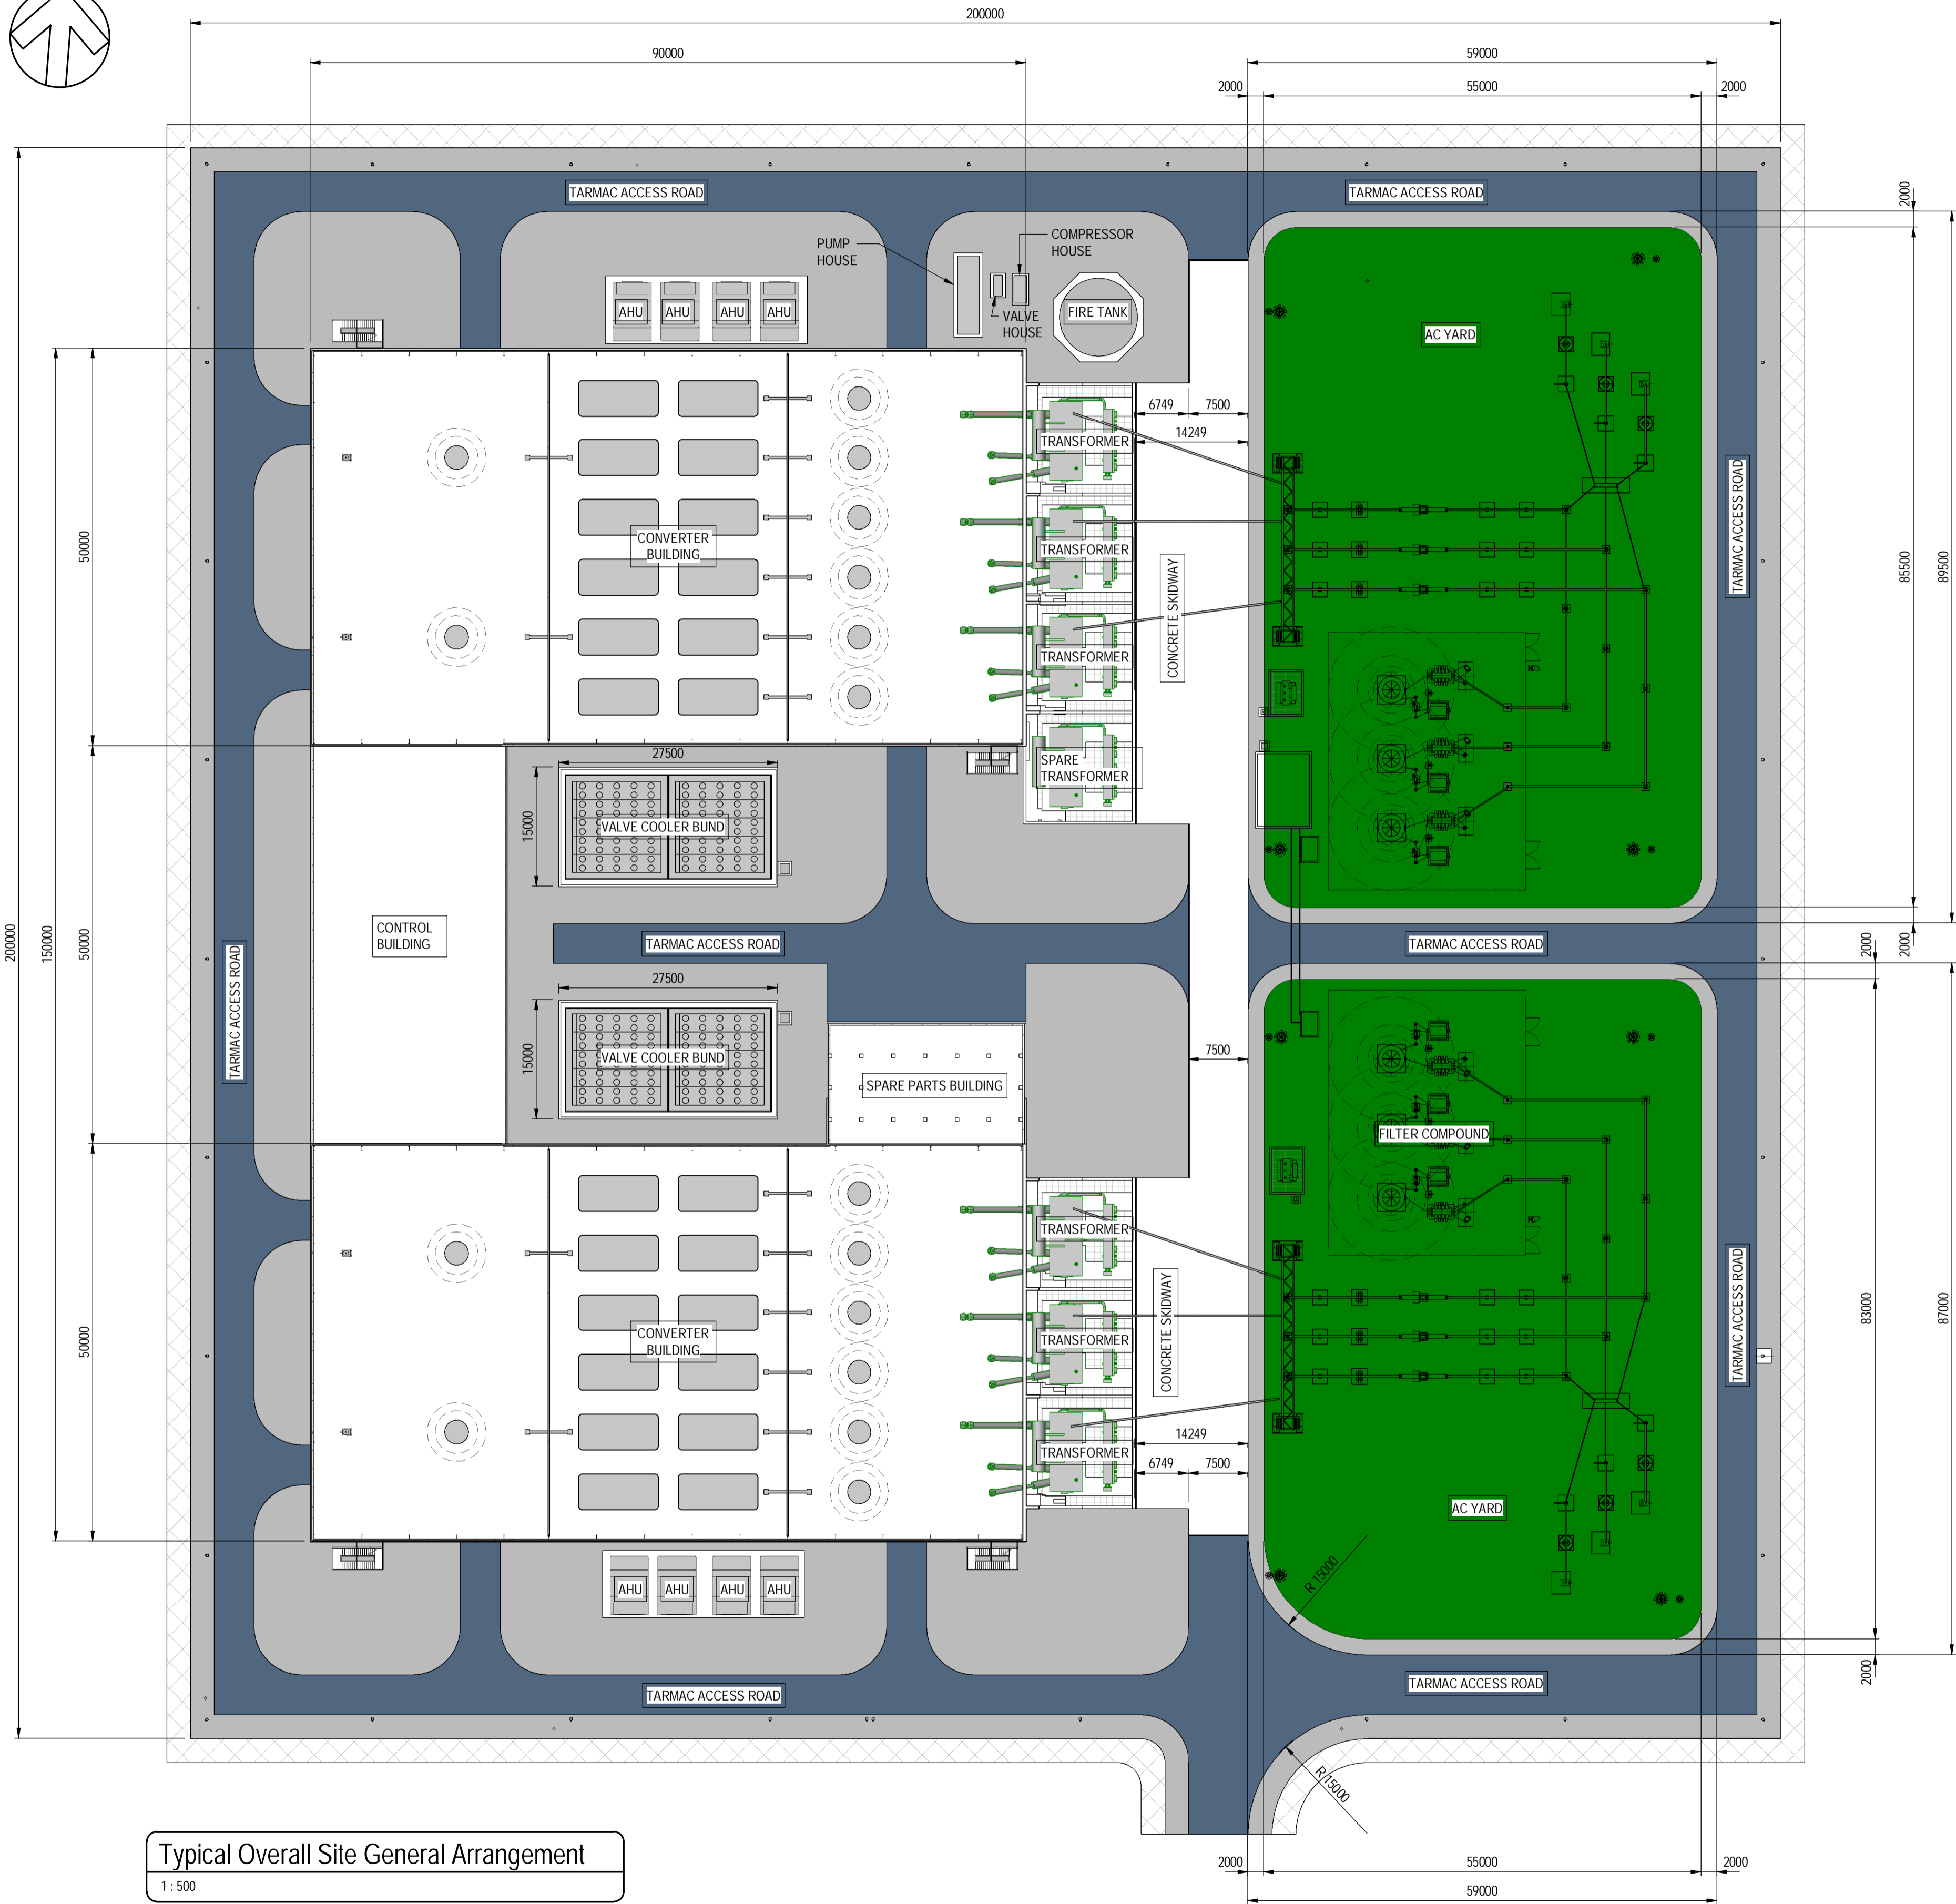 200000
90000
59000
2000
55000
2000
TARMAC ACCESS ROAD
TARMAC ACCESS ROAD
2000
PUMP
HOUSE
COMPRESSOR
HOUSE
VALVE
HOUSE
FIRE TANK
AHU
AHU
AHU
AHU
AC YARD
6749
7500
14249
TRANSFORMER
TRANSFORMER
TRANSFORMER
SPARE
TRANSFORMER
CONVERTER
BUILDING
CONCRETE SKIDWAY
TARMAC ACCESS ROAD
85500
89500
50000
27500
15000
VALVE COOLER BUND
CONTROL
BUILDING
TARMAC ACCESS ROAD
TARMAC ACCESS ROAD
2000
2000
200000
150000
50000
TARMAC ACCESS ROAD
27500
15000
VALVE COOLER BUND
SPARE PARTS BUILDING
7500
FILTER COMPOUND
TRANSFORMER
TRANSFORMER
TRANSFORMER
CONVERTER
BUILDING
CONCRETE SKIDWAY
TARMAC ACCESS ROAD
83000
87000
50000
14249
6749
7500
AC YARD
R 15000
AHU
AHU
AHU
AHU
TARMAC ACCESS ROAD
TARMAC ACCESS ROAD
2000
R 15000
Typical Overall Site General Arrangement
1 : 500
2000
55000
2000
59000